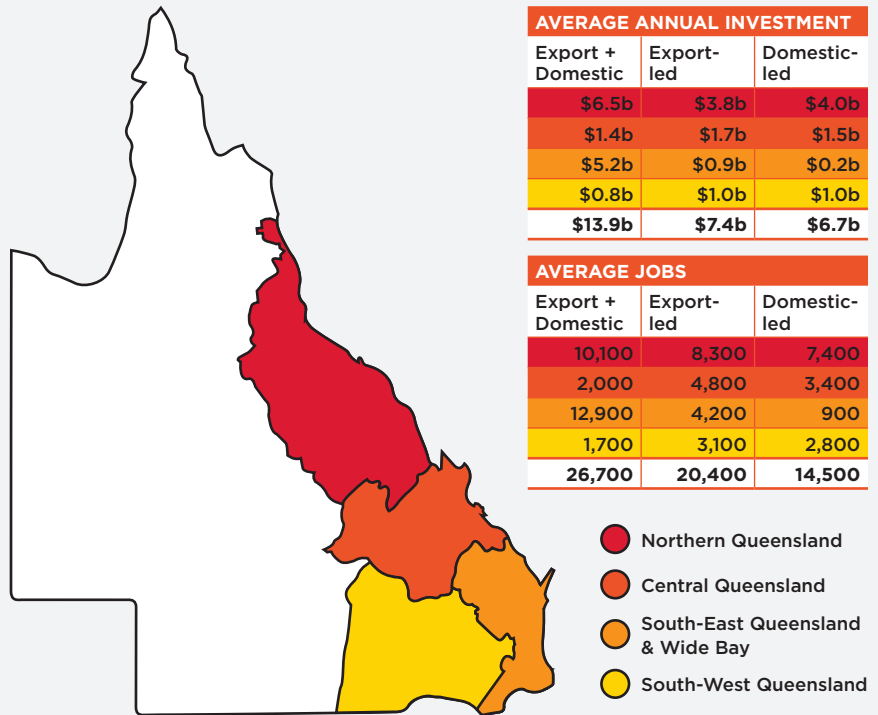 AVERAGE ANNUAL INVESTMENT
Export + Domestic Export-led Domestic-led
$6.5b $3.8b $4.0b
$1.4b $1.7b $1.5b
$5.2b $0.9b $0.2b
$0.8b $1.0b $1.0b
$13.9b $7.4b $6.7b
AVERAGE JOBS
Export + Domestic Export-led Domestic-led
10,100 8,300 7,400
2,000 4,800 3,400
12,900 4,200 900
1,700 3,100 2,800
26,700 20,400 14,500
Northern Queensland
Central Queensland
South-East Queensland
& Wide Bay
South-West Queensland